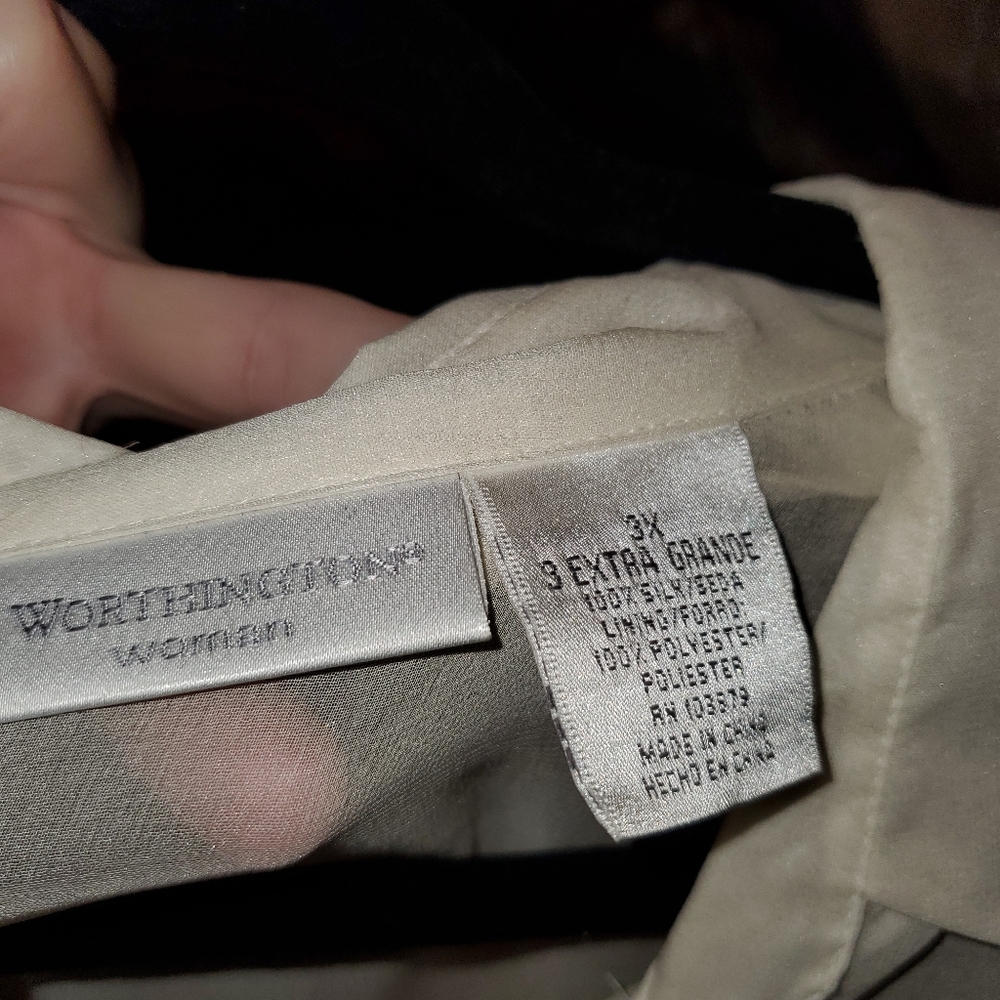 WORTHINGTON®
woman
3X
3 EXTRA GRANDE
100% SILK/SEDA
LINING/FORRO:
100% POLYESTER/
POLIESTER
RN 103579
MADE IN CHINA
HECHO EN CHINA